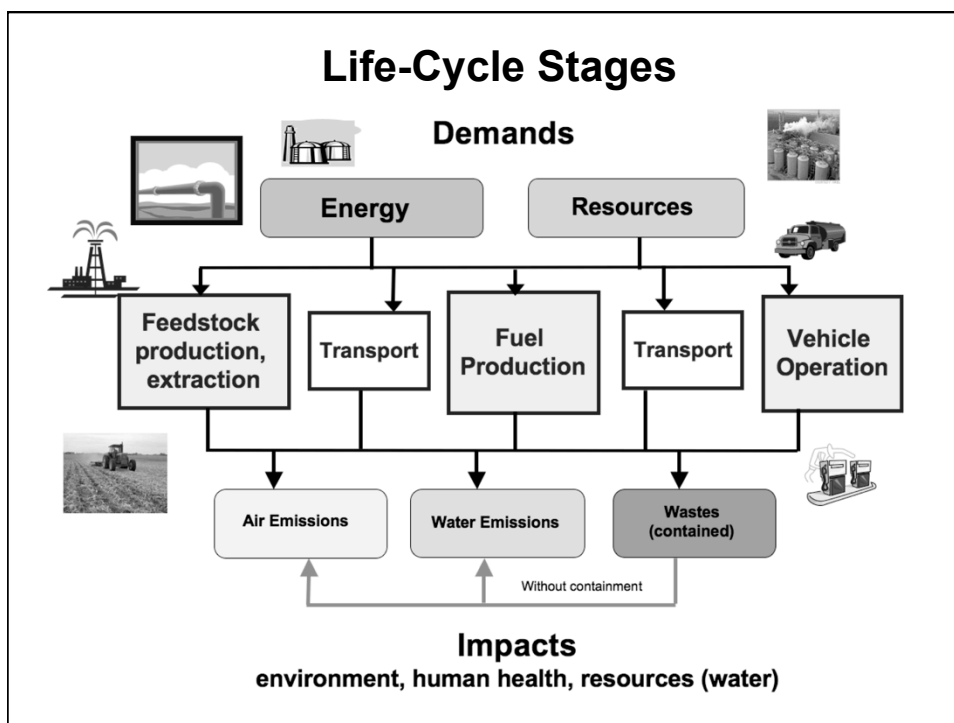 Life-Cycle Stages
Demands
Energy
Resources
Feedstock
production,
extraction
Transport
Fuel
Production
Transport
Vehicle
Operation
Air Emissions
Water Emissions
Wastes
(contained)
Without containment
Impacts
environment, human health, resources (water)